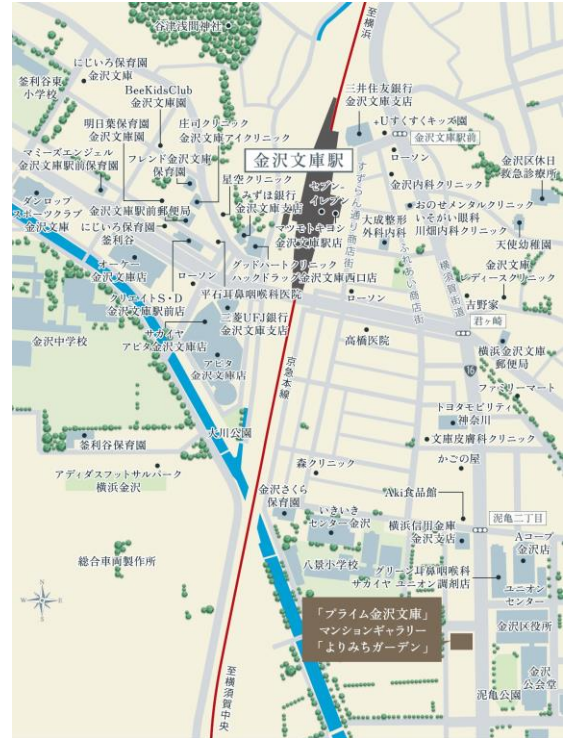 谷津浅間神社
至横浜
にじいろ保育園
金沢文庫
釜利谷東
小学校
BeeKidsClub
金沢文庫園
明日葉保育園
金沢文庫園
庄司クリニック
金沢文庫アイクリニック
三井住友銀行
金沢文庫支店
+Uすくすくキッズ園
金沢文庫駅前
マミーズエンジェル
金沢文庫駅前保育園
フレンド金沢文庫
保育園
金沢文庫駅
ローソン
金沢区休日
救急診療所
星空クリニック
みずほ銀行
金沢文庫支店
セブン-
イレブン
すずらん通り商店街
金沢内科クリニック
ダンロップ
スポーツクラブ
金沢文庫
金沢文庫駅前郵便局
にじいろ保育園
釜利谷
マツモトキヨシ
金沢文庫駅店
大成整形
外科内科
おのせメンタルクリニック
いそがい眼科
川畑内科クリニック
天使幼稚園
オーケー
金沢文庫店
グッドハートクリニック
ハックドラッグ金沢文庫西口店
ふれあい商店街
横須賀街道
金沢文庫
レディースクリニック
ローソン
クリエイトS・D
金沢文庫駅前店
平石耳鼻咽喉科医院
ローソン
吉野家
三菱UFJ銀行
金沢文庫支店
君ヶ崎
金沢中学校
サカイヤ
アピタ金沢文庫店
高橋医院
横浜金沢文庫
郵便局
アピタ
金沢文庫店
京急本線
16
ファミリーマート
トヨタモビリティ
神奈川
大川公園
文庫皮膚科クリニック
釜利谷保育園
森クリニック
かごの屋
アディダスフットサルパーク
横浜金沢
金沢さくら
保育園
Aki食品館
いきいき
センター金沢
横浜信用金庫
金沢支店
泥亀二丁目
Aコープ
金沢店
総合車両製作所
八景小学校
グリーン耳鼻咽喉科
サカイヤ ユニオン調剤店
ユニオン
センター
「プライム金沢文庫」
マンションギャラリー
「よりみちガーデン」
金沢区役所
至横須賀中央
金沢
公会堂
泥亀公園